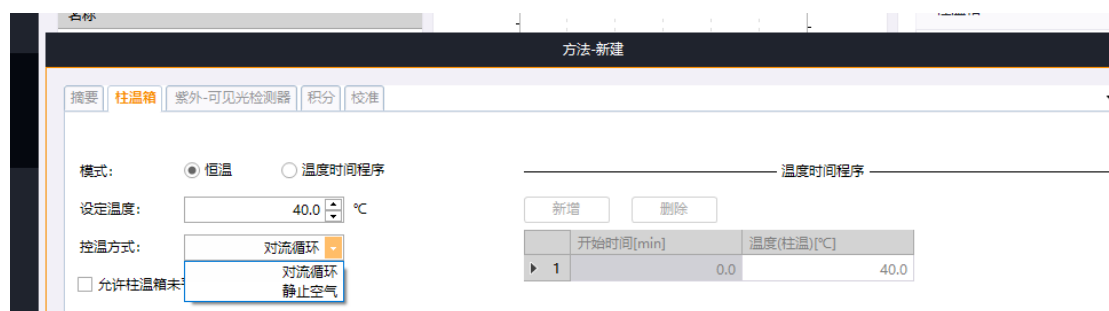 名称
方法-新建
摘要 柱温箱 紫外-可见光检测器 积分 校准
模式: 恒温 温度时间程序
温度时间程序
设定温度: 40.0 ℃
新增 删除
控温方式: 对流循环
开始时间[min] 温度(柱温)[℃]
对流循环
1 0.0 40.0
允许柱温箱未
静止空气